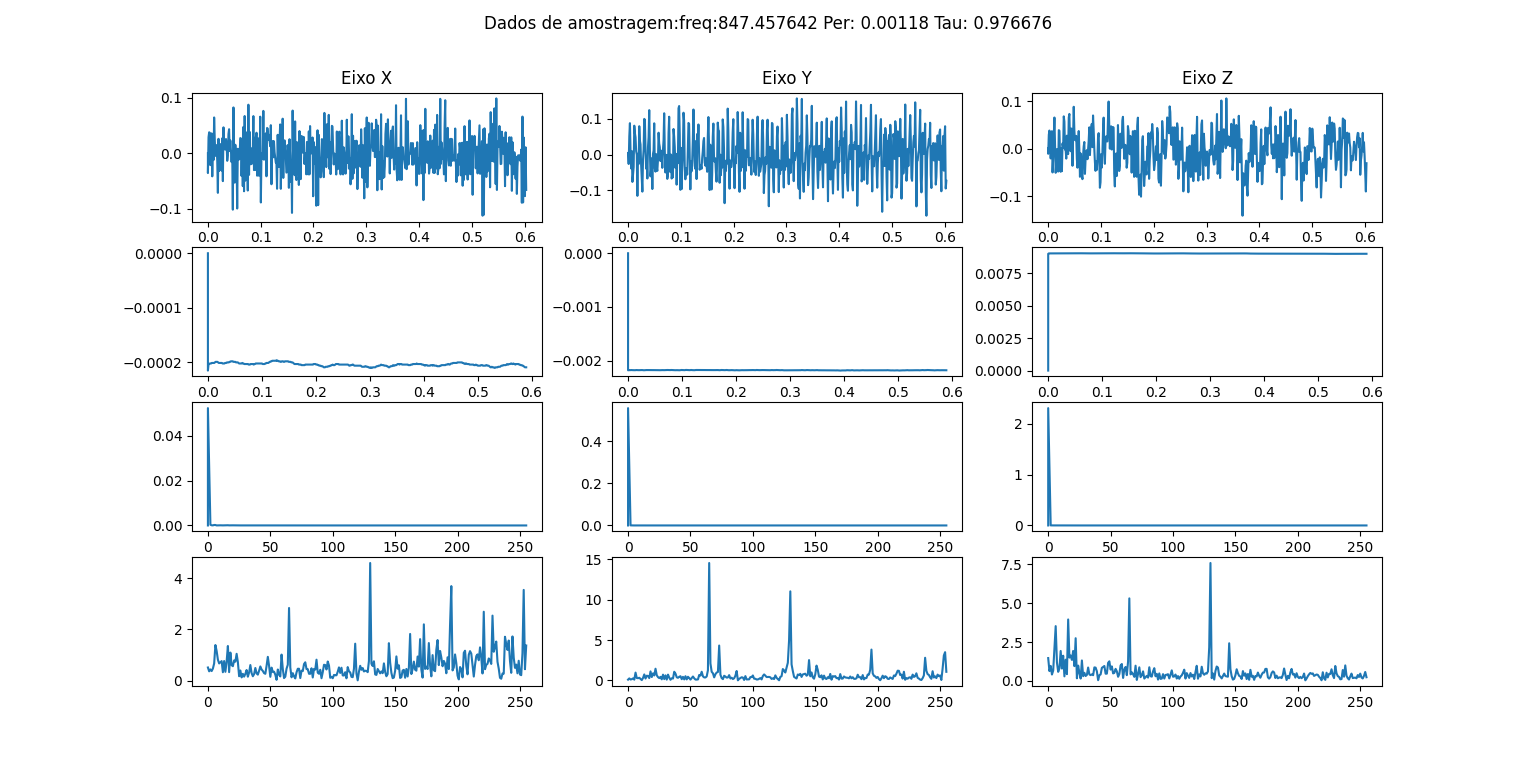 Dados de amostragem:freq:847.457642 Per: 0.00118 Tau: 0.976676
Eixo X
Eixo Y
Eixo Z
0.1
0.0
−0.1
0.0 0.1 0.2 0.3 0.4 0.5 0.6
0.1
0.0
−0.1
0.0 0.1 0.2 0.3 0.4 0.5 0.6
0.1
0.0
−0.1
0.0 0.1 0.2 0.3 0.4 0.5 0.6
0.0000
−0.0001
−0.0002
0.0 0.1 0.2 0.3 0.4 0.5 0.6
0.000
−0.001
−0.002
0.0 0.1 0.2 0.3 0.4 0.5 0.6
0.0075
0.0050
0.0025
0.0000
0.0 0.1 0.2 0.3 0.4 0.5 0.6
0.04
0.02
0.00
0 50 100 150 200 250
0.4
0.2
0.0
0 50 100 150 200 250
2
1
0
0 50 100 150 200 250
4
2
0
0 50 100 150 200 250
15
10
5
0
0 50 100 150 200 250
7.5
5.0
2.5
0.0
0 50 100 150 200 250